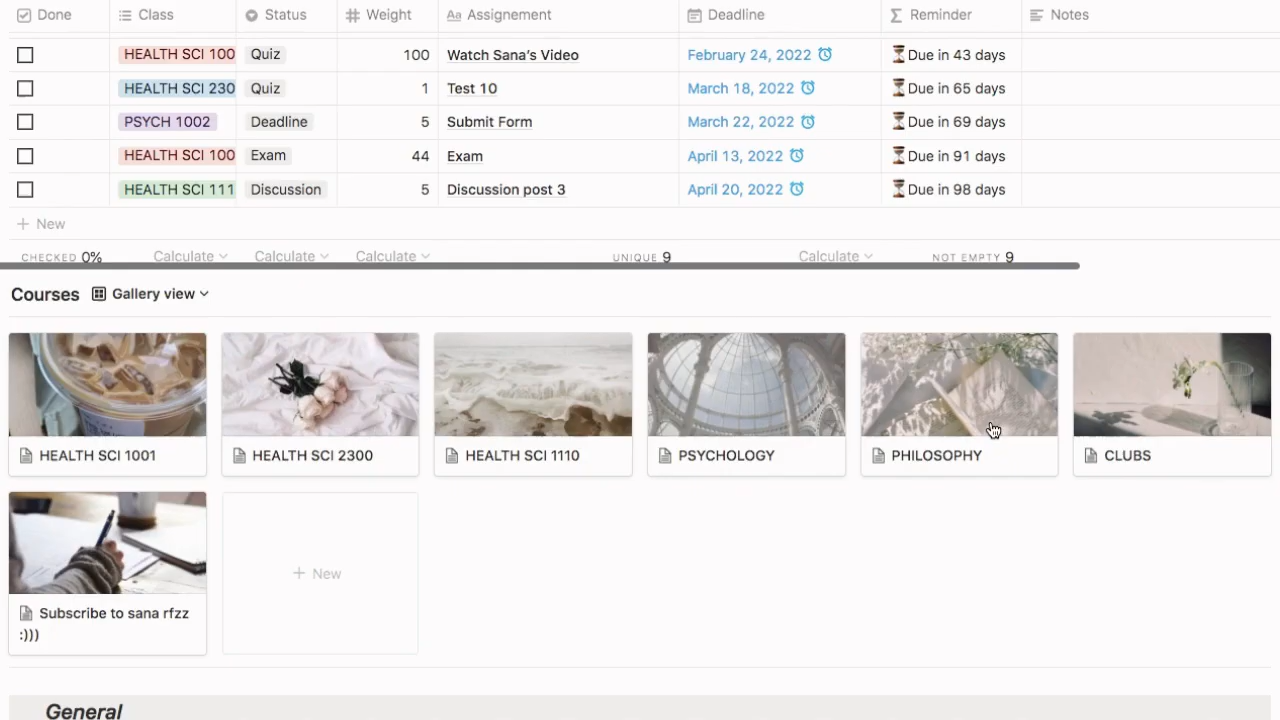 Done Class Status Weight Aa Assignement Deadline Reminder Notes
HEALTH SCI 100 Quiz 100 Watch Sana's Video February 24, 2022 Due in 43 days
HEALTH SCI 230 Quiz 1 Test 10 March 18, 2022 Due in 65 days
PSYCH 1002 Deadline 5 Submit Form March 22, 2022 Due in 69 days
HEALTH SCI 100 Exam 44 Exam April 13, 2022 Due in 91 days
HEALTH SCI 111 Discussion 5 Discussion post 3 April 20, 2022 Due in 98 days
+ New
CHECKED 0% Calculate Calculate Calculate UNIQUE 9 Calculate NOT EMPTY 9
Courses Gallery view
HEALTH SCI 1001 HEALTH SCI 2300 HEALTH SCI 1110 PSYCHOLOGY PHILOSOPHY CLUBS
+ New
Subscribe to sana rfzz
:)))
General